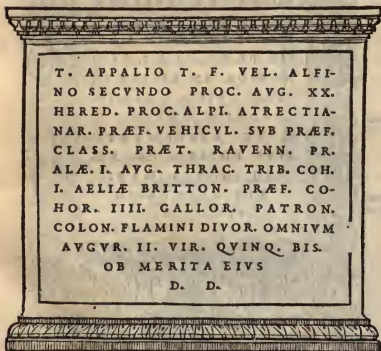 T. APPALIO T. F. VEL. ALFI-
NO SECVNDO PROC. AVG. XX.
HERED. PROC. ALPI. ATRECTIA-
NAR. PRÆF. VEHICVL. SVB PRÆF.
CLASS. PRÆT. RAVENN. PR.
ALÆ. I. AVG. THRAC. TRIB. COH.
I. AELIÆ BRITTON. PRÆF. CO-
HOR. IIII. GALLOR. PATRON.
COLON. FLAMINI DIVOR. OMNIVM
AVGVR. II. VIR. QVINQ. BIS.
OB MERITA EIVS
D. D.